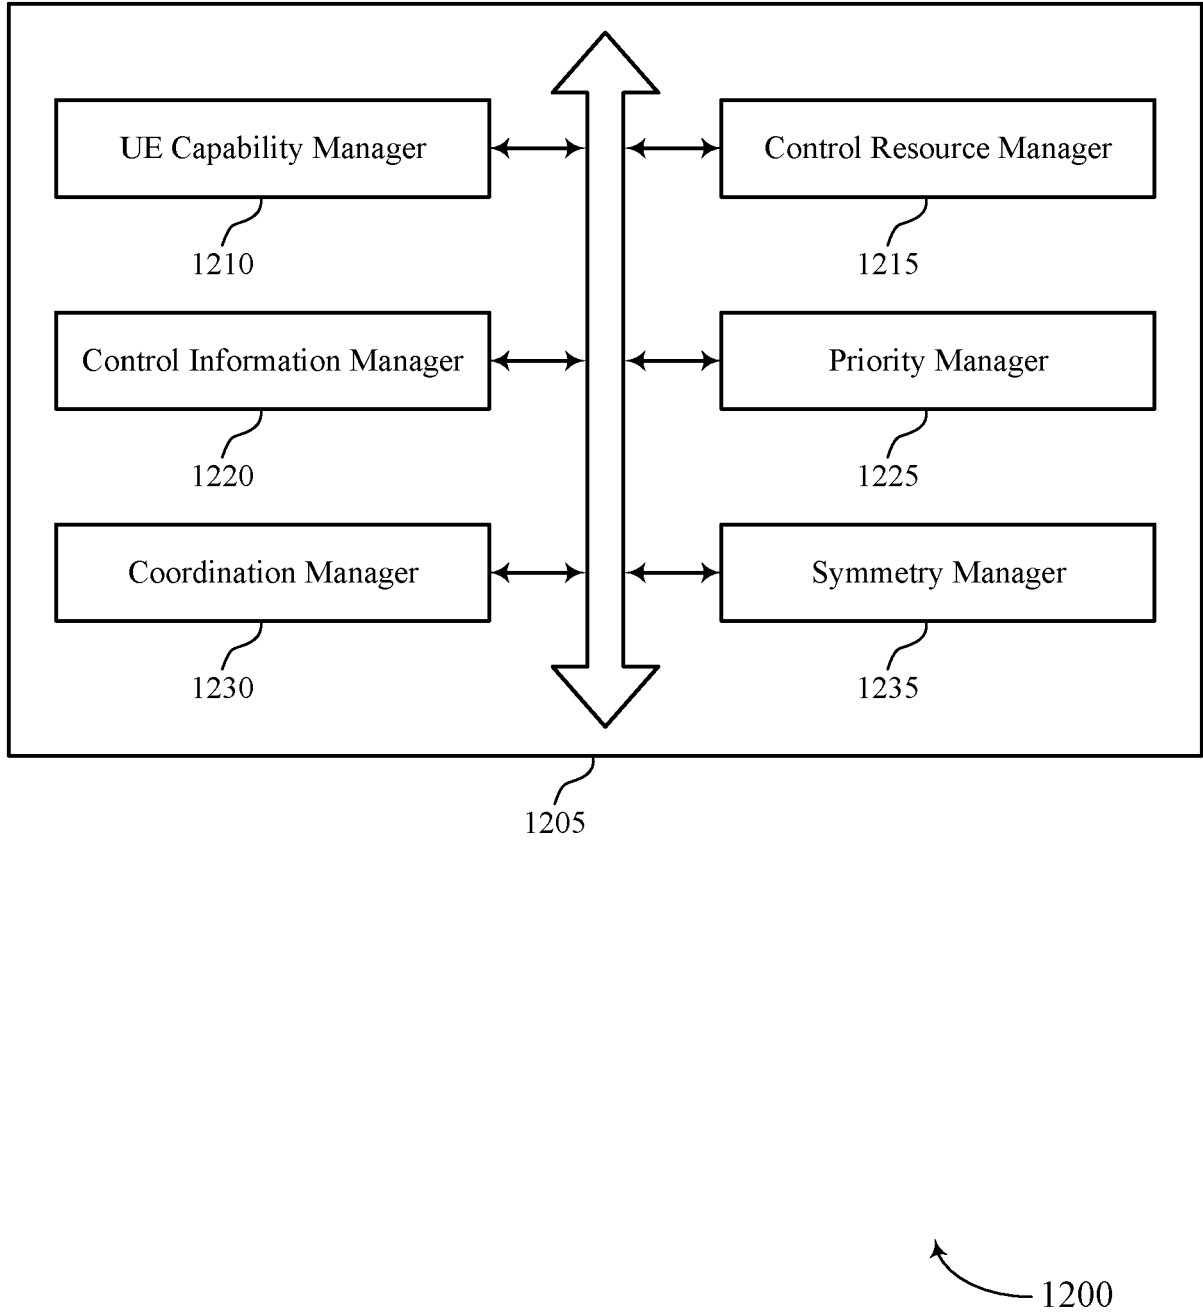 UE Capability Manager
Control Resource Manager
1210
1215
Control Information Manager
Priority Manager
1220
1225
Coordination Manager
Symmetry Manager
1230
1235
1205
1200